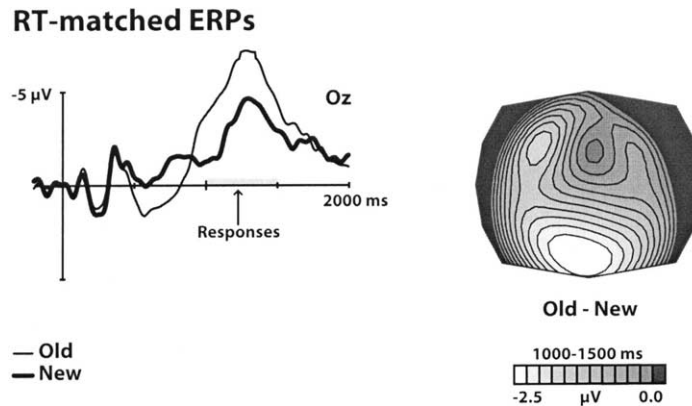 RT-matched ERPs
-5 µV
Oz
2000 ms
Responses
Old - New
Old
New
1000-1500 ms
-2.5 µV 0.0